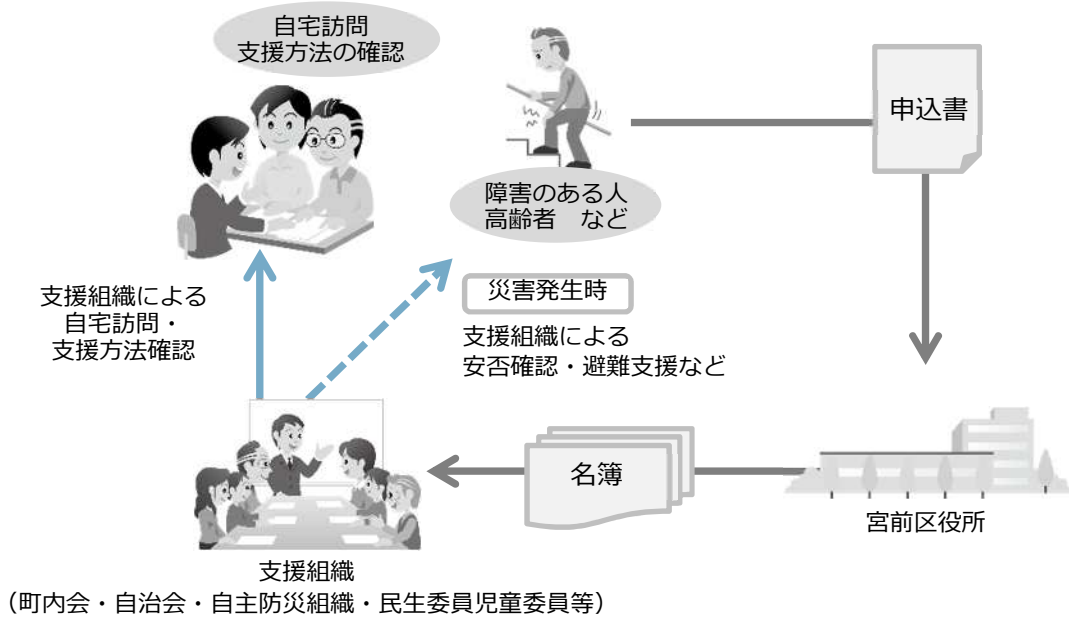 自宅訪問
支援方法の確認
申込書
障害のある人
高齢者　など
災害発生時
支援組織による
安否確認・避難支援など
支援組織による
自宅訪問・
支援方法確認
名簿
宮前区役所
支援組織
（町内会・自治会・自主防災組織・民生委員児童委員等）